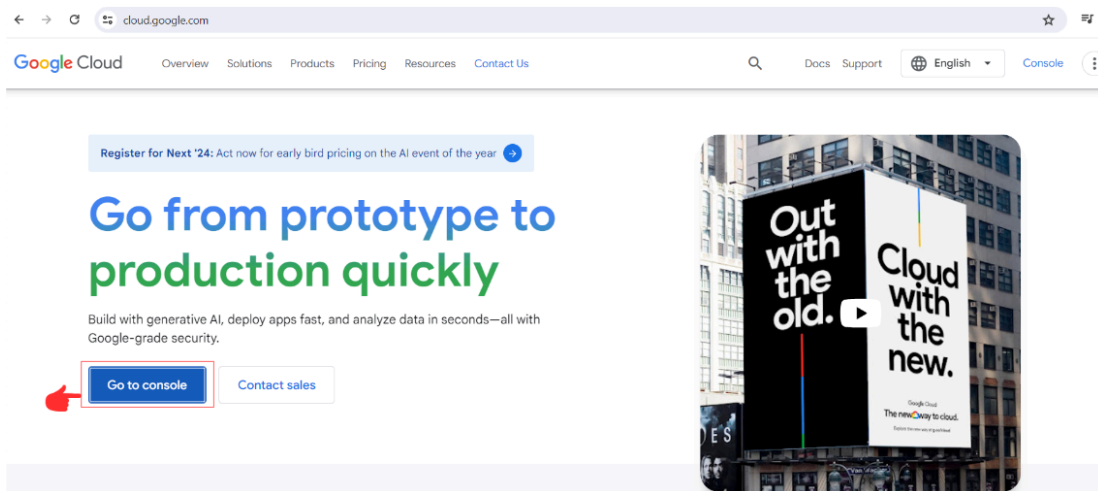 cloud.google.com
Google Cloud Overview Solutions Products Pricing Resources Contact Us Docs Support English Console
Register for Next '24: Act now for early bird pricing on the AI event of the year
Go from prototype to
production quickly
Build with generative AI, deploy apps fast, and analyze data in seconds—all with
Google-grade security.
Go to console Contact sales
Out
with
the
old.
Cloud
with
the
new.
Google Cloud
The new way to cloud.